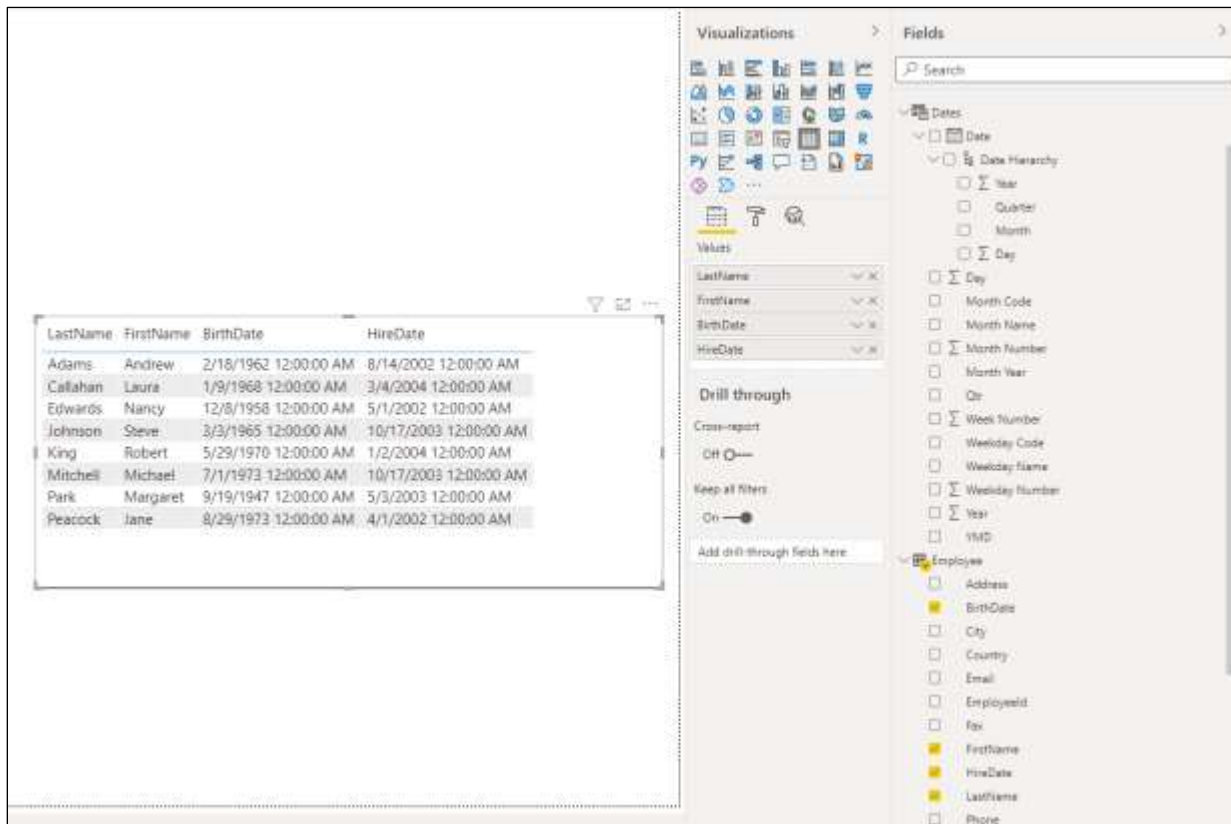 Visualizations
Fields
Search
R
Py
Values
LastName
FirstName
BirthDate
HireDate
Drill through
Cross-report
Off
Keep all filters
On
Add drill-through fields here
LastName FirstName BirthDate HireDate
Adams Andrew 2/18/1962 12:00:00 AM 8/14/2002 12:00:00 AM
Callahan Laura 1/9/1968 12:00:00 AM 3/4/2004 12:00:00 AM
Edwards Nancy 12/8/1958 12:00:00 AM 5/1/2002 12:00:00 AM
Johnson Steve 3/3/1965 12:00:00 AM 10/17/2003 12:00:00 AM
King Robert 5/29/1970 12:00:00 AM 1/2/2004 12:00:00 AM
Mitchell Michael 7/1/1973 12:00:00 AM 10/17/2003 12:00:00 AM
Park Margaret 9/19/1947 12:00:00 AM 5/3/2003 12:00:00 AM
Peacock Jane 8/29/1973 12:00:00 AM 4/1/2002 12:00:00 AM
Dates
Date
Date Hierarchy
Σ Year
Quarter
Month
Σ Day
Σ Day
Month Code
Month Name
Σ Month Number
Month Year
Qtr
Σ Week Number
Weekday Code
Weekday Name
Σ Weekday Number
Σ Year
YMD
Employee
Address
BirthDate
City
Country
Email
EmployeeId
Fax
FirstName
HireDate
LastName
Phone